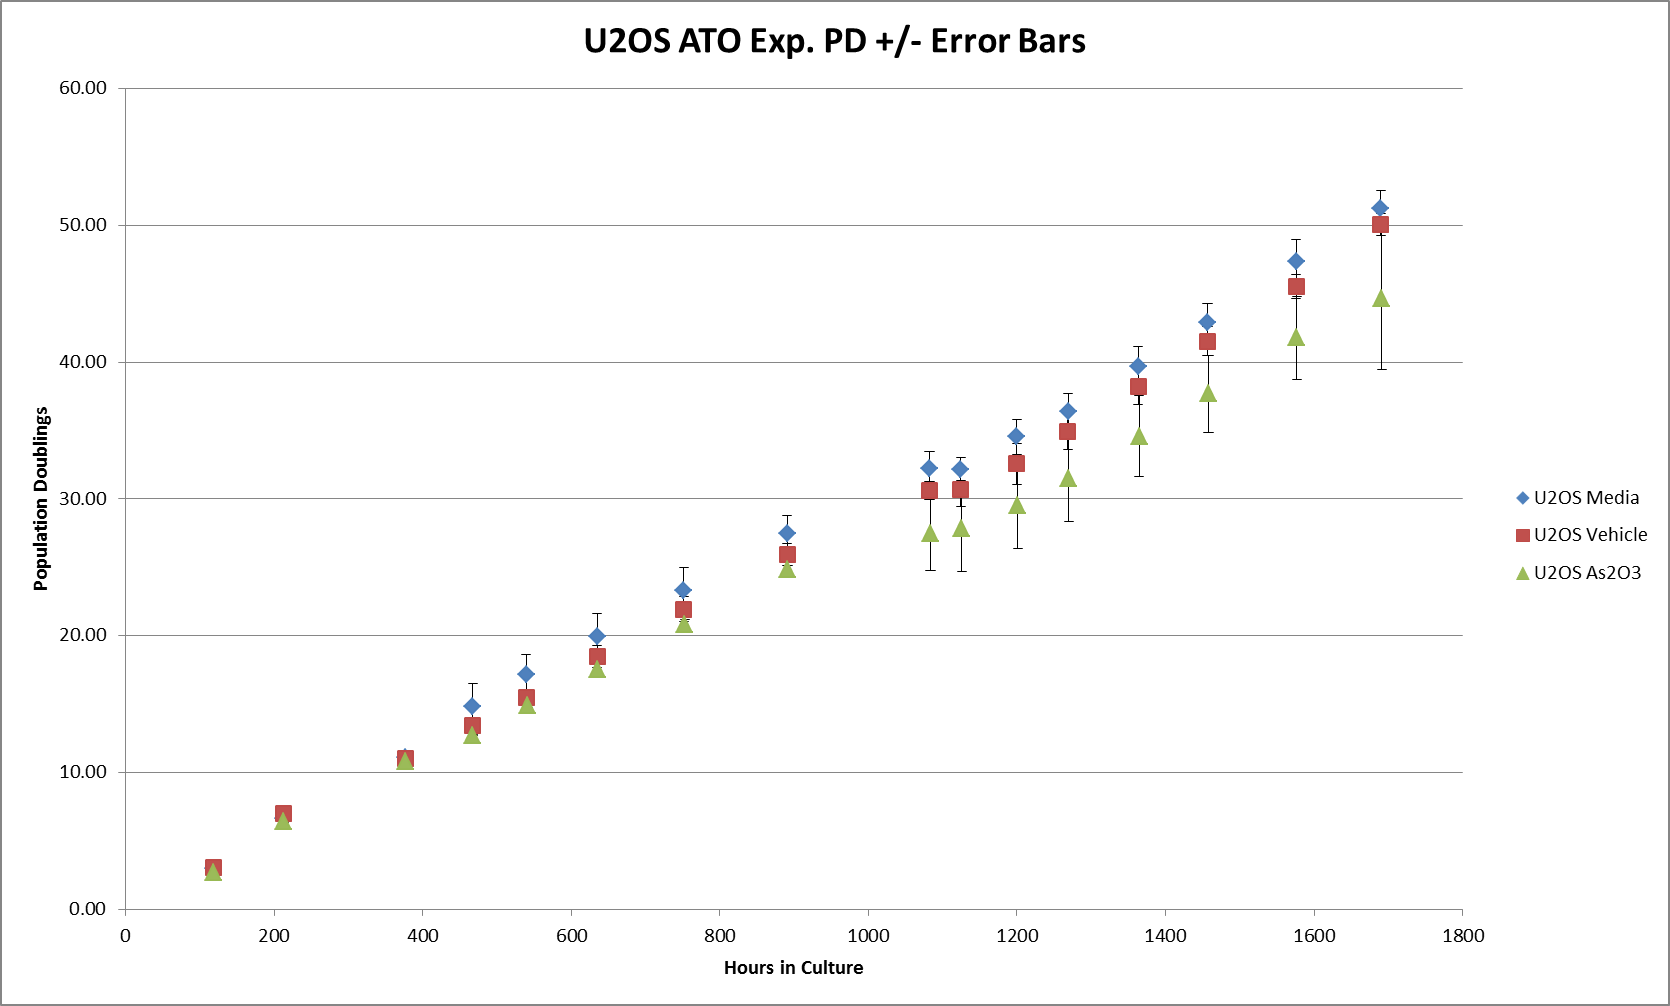 U2OS ATO Exp. PD +/- Error Bars
60.00
50.00
40.00
30.00
20.00
10.00
0.00
Population Doublings
0 200 400 600 800 1000 1200 1400 1600 1800
Hours in Culture
U2OS Media
U2OS Vehicle
U2OS As2O3